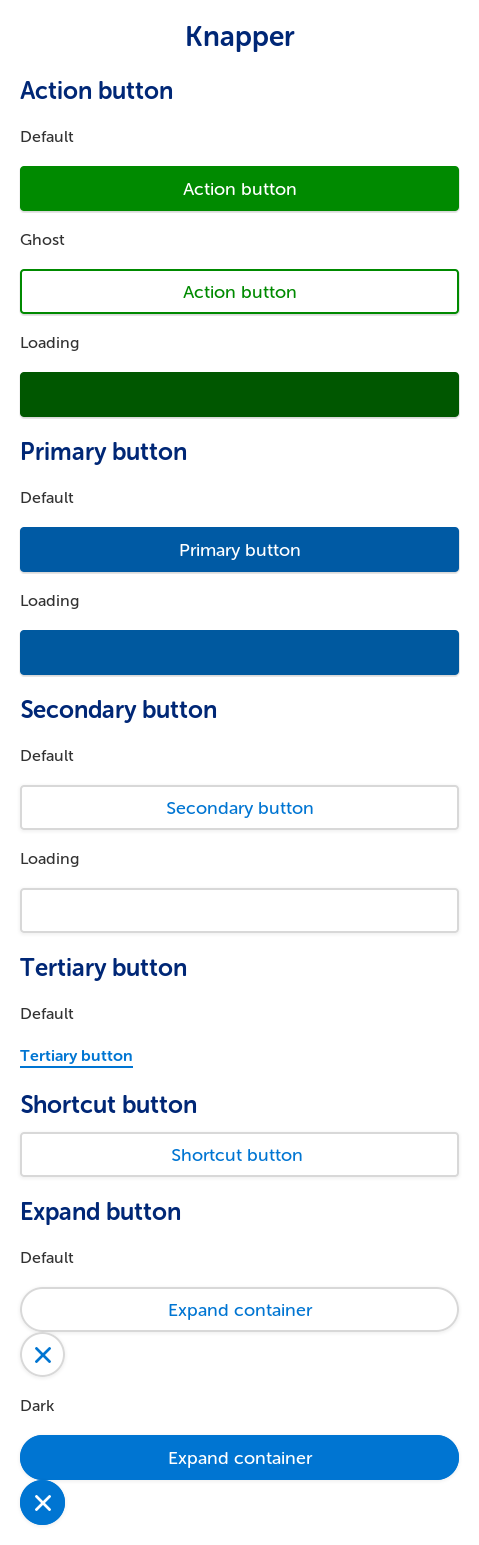 Knapper
Action button
Default
Action button
Ghost
Action button
Loading
Primary button
Default
Primary button
Loading
Secondary button
Default
Secondary button
Loading
Tertiary button
Default
Tertiary button
Shortcut button
Shortcut button
Expand button
Default
Expand container
Dark
Expand container